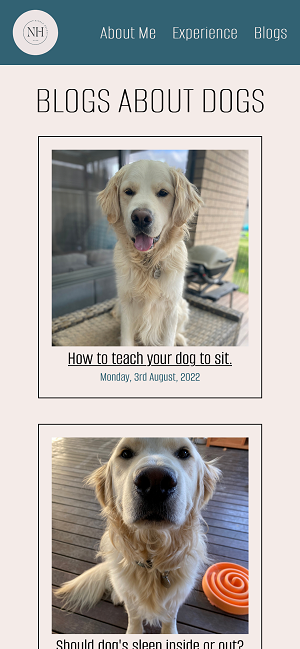 NH
About Me Experience Blogs
BLOGS ABOUT DOGS
How to teach your dog to sit.
Monday, 3rd August, 2022
Should dog's sleep inside or out?